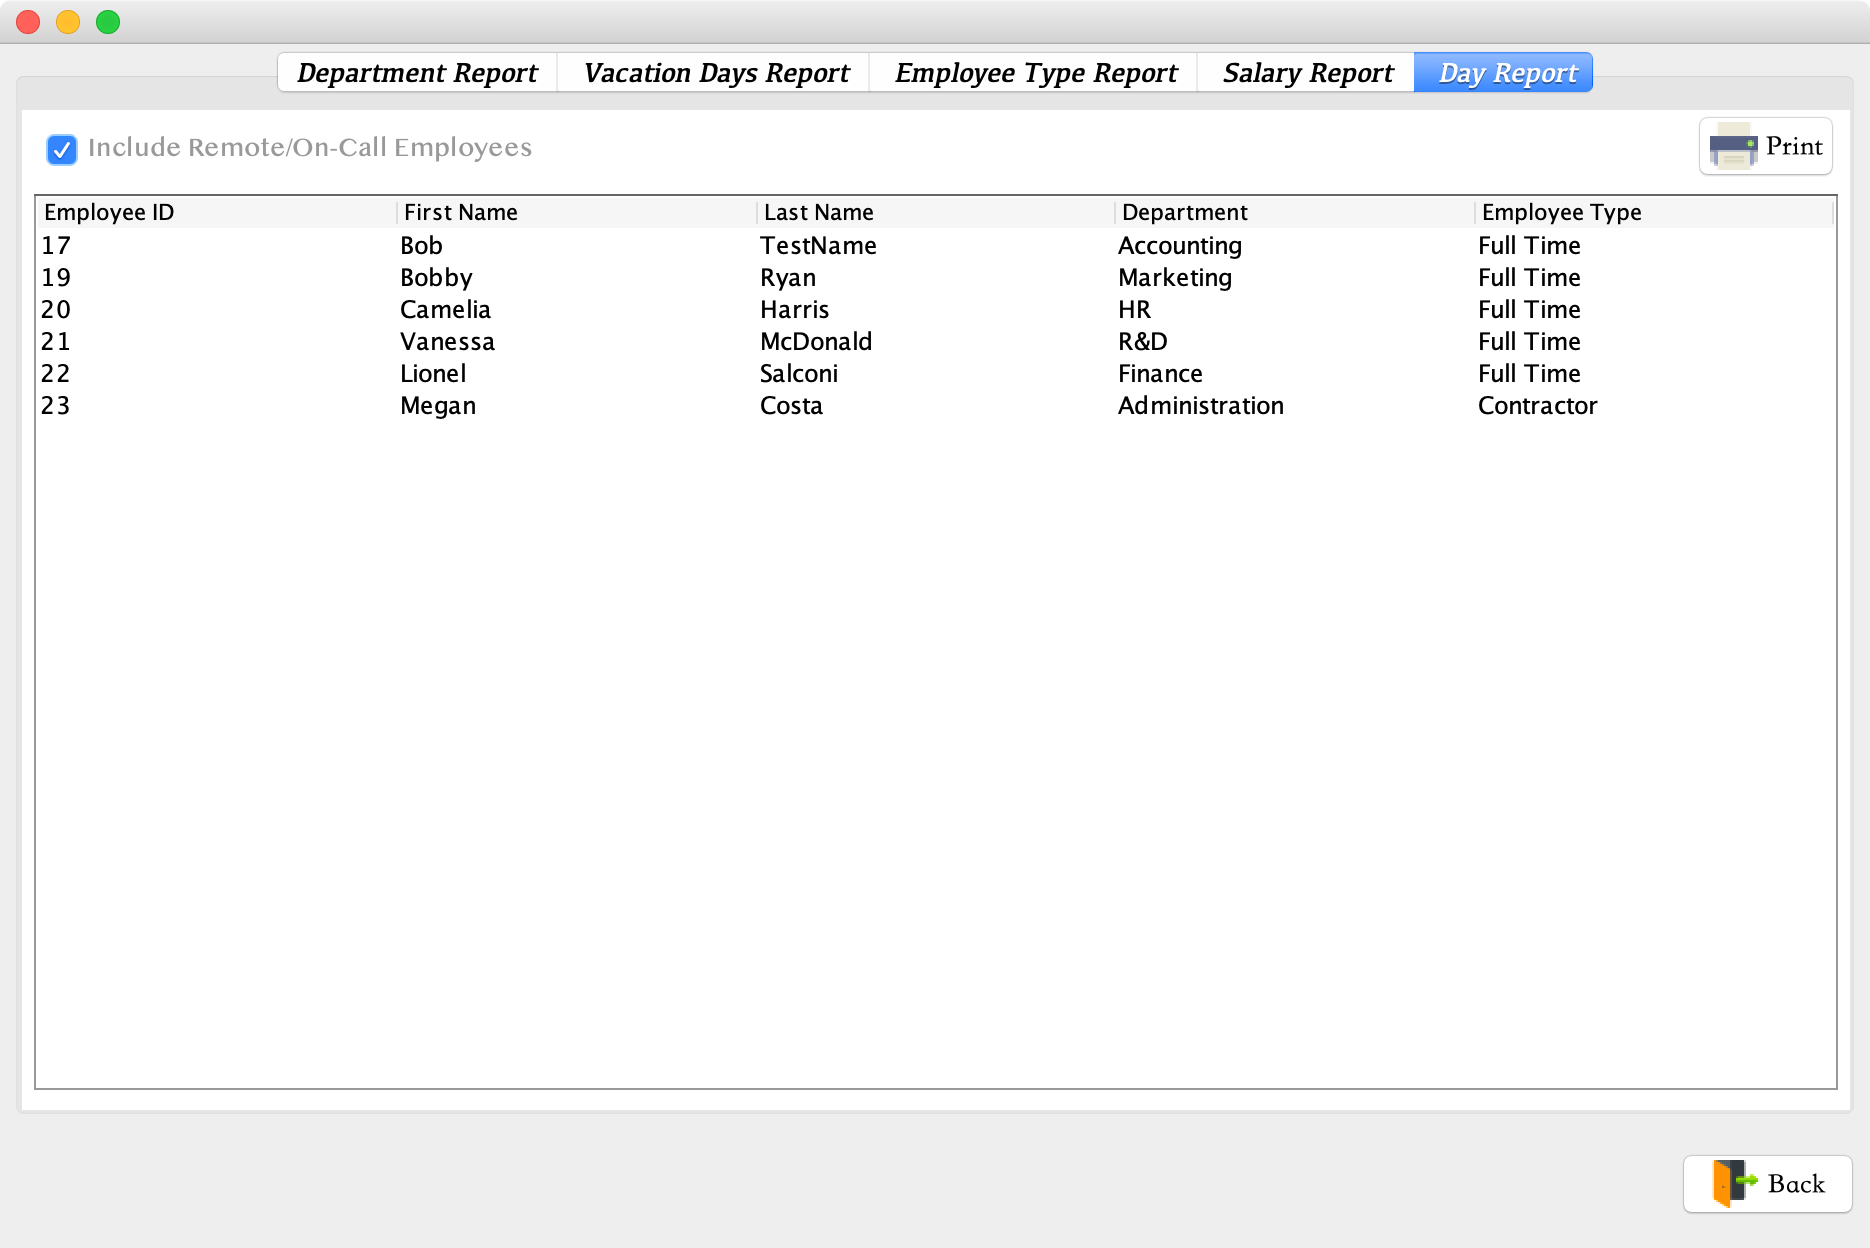 Department Report Vacation Days Report Employee Type Report Salary Report Day Report
Include Remote/On-Call Employees Print
Employee ID First Name Last Name Department Employee Type
17 Bob TestName Accounting Full Time
19 Bobby Ryan Marketing Full Time
20 Camelia Harris HR Full Time
21 Vanessa McDonald R&D Full Time
22 Lionel Salconi Finance Full Time
23 Megan Costa Administration Contractor
Back